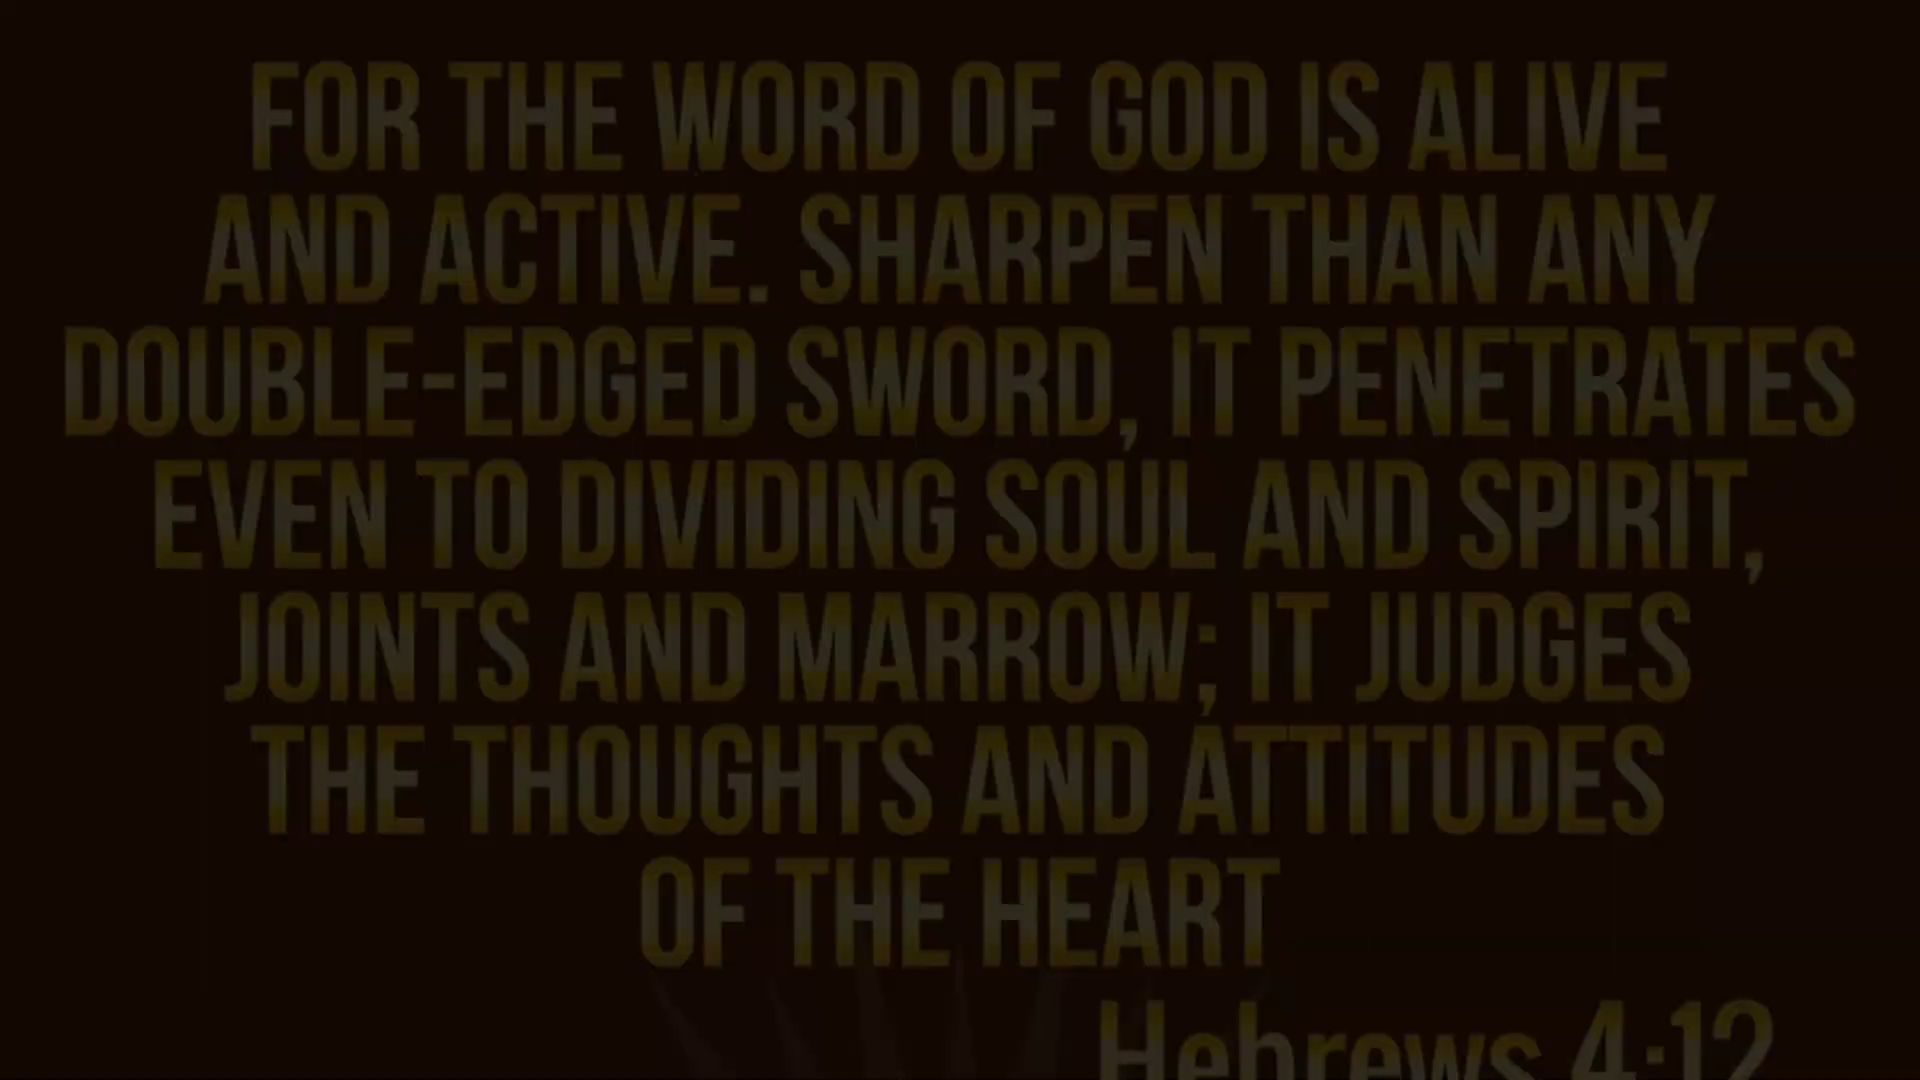 FOR THE WORD OF GOD IS ALIVE
AND ACTIVE. SHARPEN THAN ANY
DOUBLE-EDGED SWORD, IT PENETRATES
EVEN TO DIVIDING SOUL AND SPIRIT,
JOINTS AND MARROW; IT JUDGES
THE THOUGHTS AND ATTITUDES
OF THE HEART
Hebrews 4:12